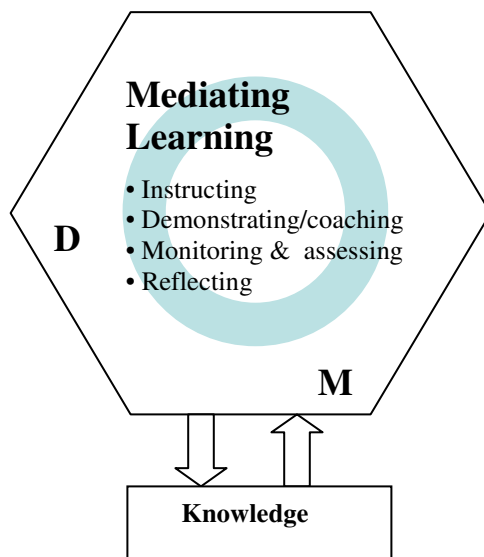 Mediating
Learning
• Instructing
• Demonstrating/coaching
• Monitoring & assessing
• Reflecting
D
M
Knowledge